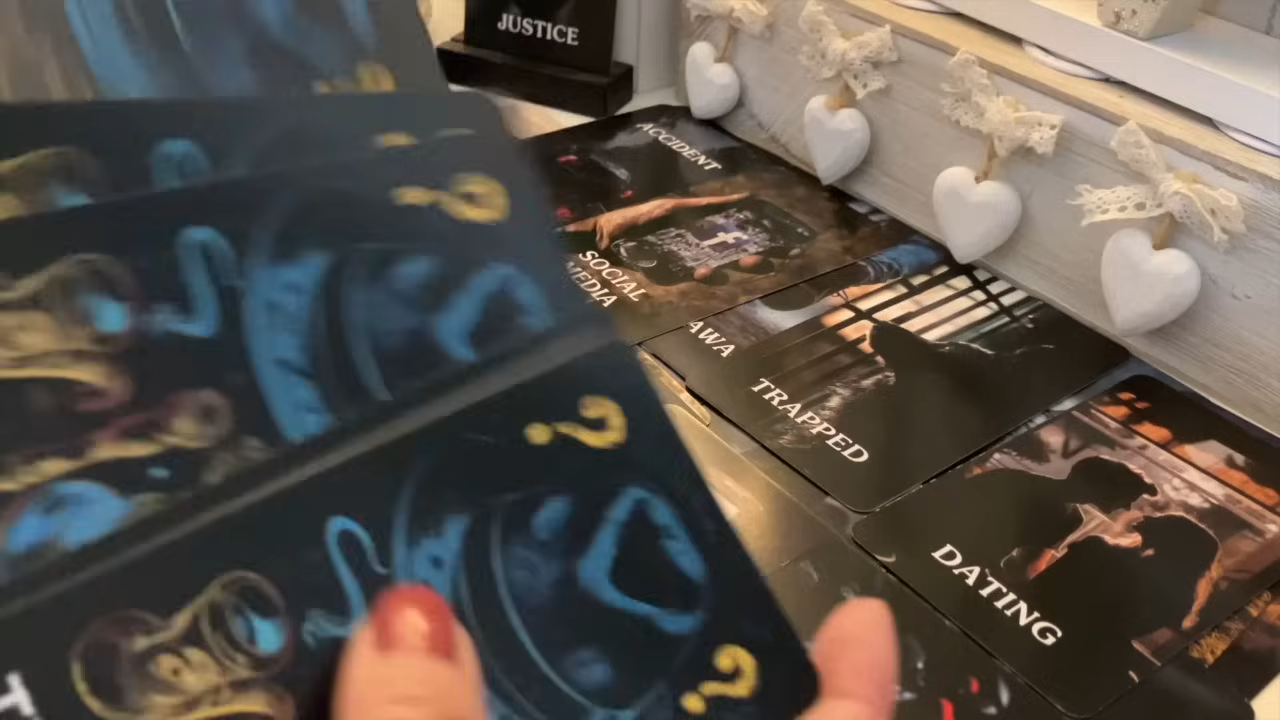 JUSTICE
ACCIDENT
f
SOCIAL
MEDIA
AWA
TRAPPED
DATING
?
?
?